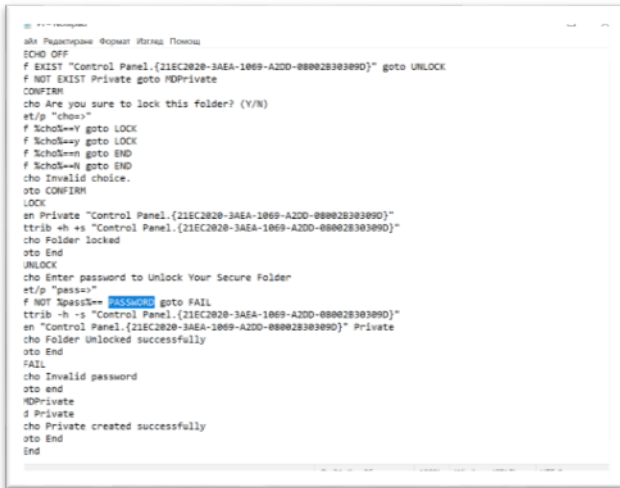 айл Редактиране Формат Изглед Помощ
ECHO OFF
f EXIST "Control Panel.{21EC2020-3AEA-1069-A2DD-08002B30309D}" goto UNLOCK
f NOT EXIST Private goto MDPrivate
CONFIRM
cho Are you sure to lock this folder? (Y/N)
et/p "cho=>"
f %cho%==Y goto LOCK
f %cho%==y goto LOCK
f %cho%==n goto END
f %cho%==N goto END
cho Invalid choice.
oto CONFIRM
LOCK
en Private "Control Panel.{21EC2020-3AEA-1069-A2DD-08002B30309D}"
ttrib +h +s "Control Panel.{21EC2020-3AEA-1069-A2DD-08002B30309D}"
cho Folder locked
oto End
UNLOCK
cho Enter password to Unlock Your Secure Folder
et/p "pass=>"
f NOT %pass%== PASSWORD goto FAIL
ttrib -h -s "Control Panel.{21EC2020-3AEA-1069-A2DD-08002B30309D}"
en "Control Panel.{21EC2020-3AEA-1069-A2DD-08002B30309D}" Private
cho Folder Unlocked successfully
oto End
FAIL
cho Invalid password
oto end
MDPrivate
d Private
cho Private created successfully
oto End
End